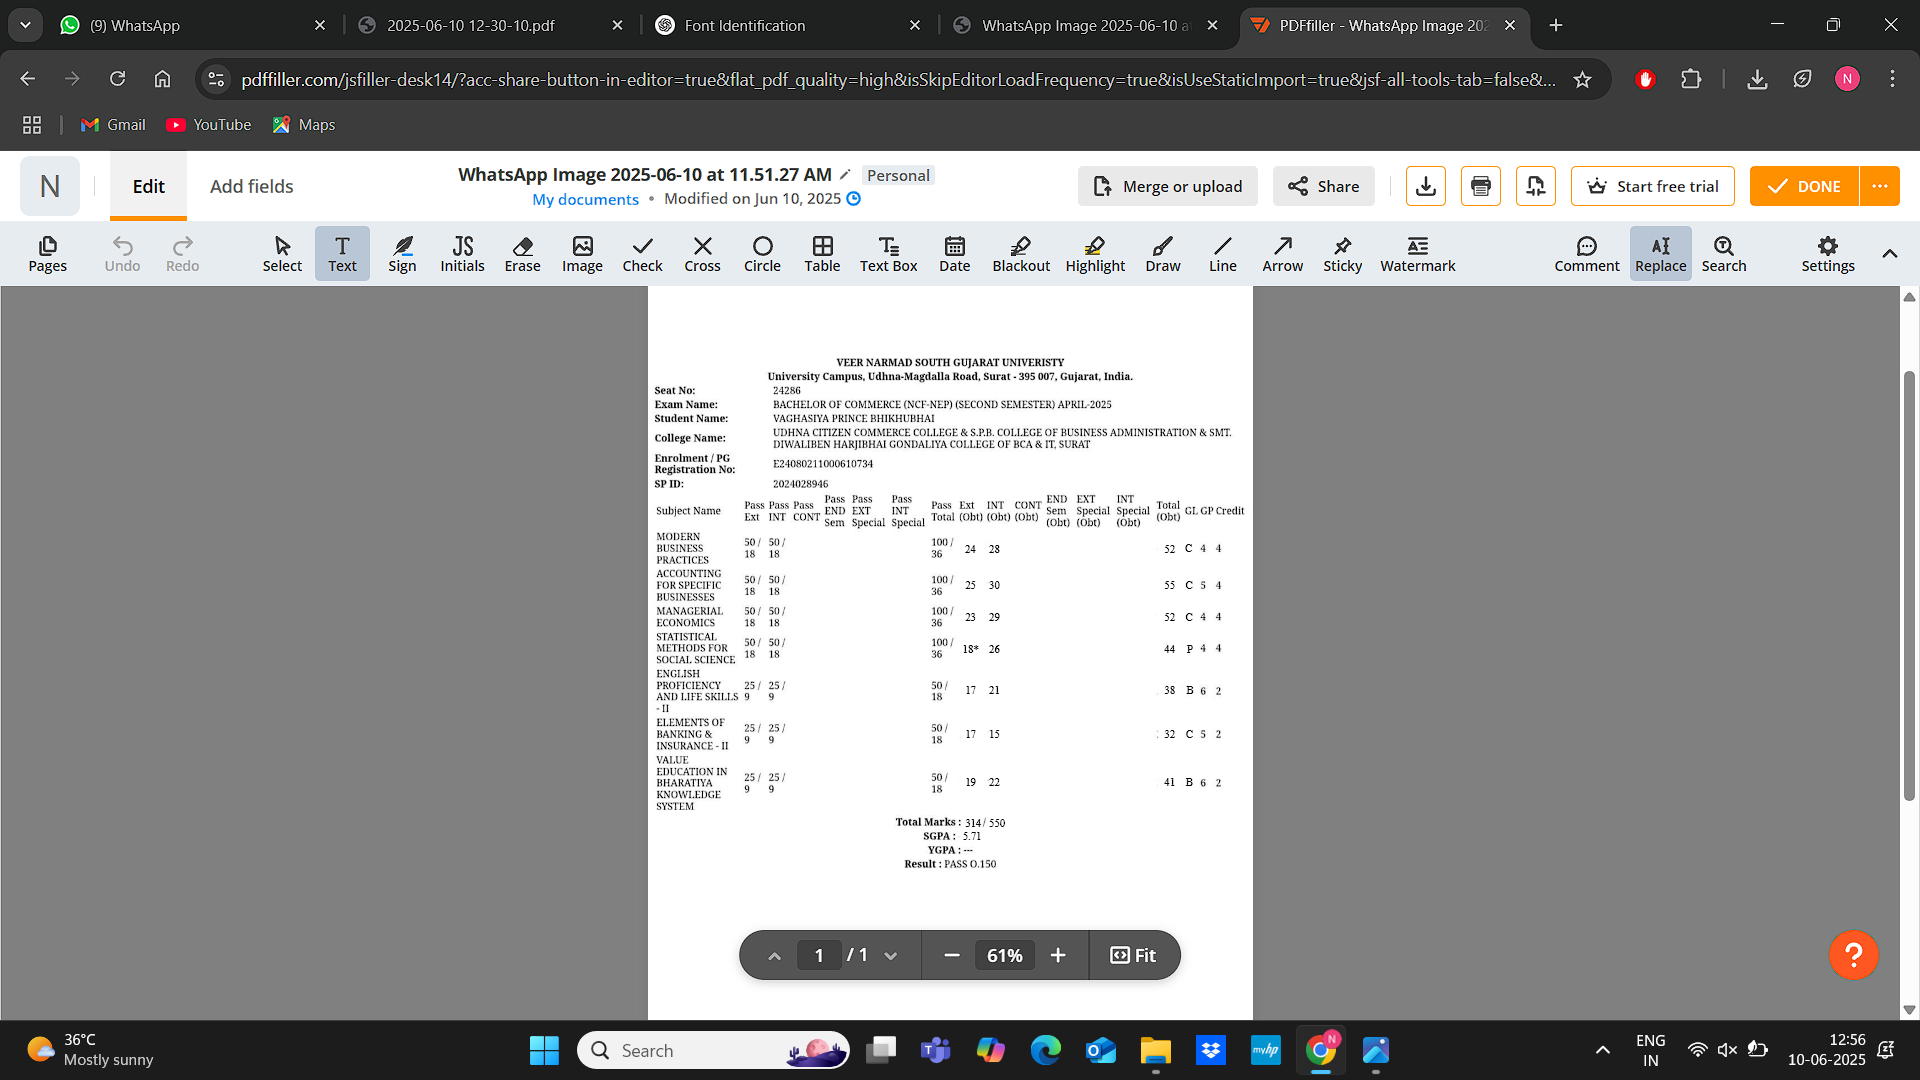 (9) WhatsApp
2025-06-10 12-30-10.pdf
Font Identification
WhatsApp Image 2025-06-10 a
PDFfiller - WhatsApp Image 202
pdffiller.com/jsfiller-desk14/?acc-share-button-in-editor=true&flat_pdf_quality=high&isSkipEditorLoadFrequency=true&isUseStaticImport=true&jsf-all-tools-tab=false&...
N
Gmail YouTube Maps
N
Edit
Add fields
WhatsApp Image 2025-06-10 at 11.51.27 AM Personal
My documents • Modified on Jun 10, 2025
Merge or upload
Share
Start free trial
DONE
Pages Undo Redo Select Text Sign Initials Erase Image Check Cross Circle Table Text Box Date Blackout Highlight Draw Line Arrow Sticky Watermark Comment Replace Search Settings
VEER NARMAD SOUTH GUJARAT UNIVERISTY
University Campus, Udhna-Magdalla Road, Surat - 395 007, Gujarat, India.
Seat No: 24286
Exam Name: BACHELOR OF COMMERCE (NCF-NEP) (SECOND SEMESTER) APRIL-2025
Student Name: VAGHASIYA PRINCE BHIKHUBHAI
College Name: UDHNA CITIZEN COMMERCE COLLEGE & S.P.B. COLLEGE OF BUSINESS ADMINISTRATION & SMT.
DIWALIBEN HARJIBHAI GONDALIYA COLLEGE OF BCA & IT, SURAT
Enrolment / PG
Registration No: E24080211000610734
SP ID: 2024028946
Subject Name Pass Ext Pass INT Pass CONT Pass END Sem Pass EXT Special Pass INT Special Pass Total Ext (Obt) INT (Obt) CONT (Obt) END Sem (Obt) EXT Special (Obt) INT Special (Obt) Total (Obt) GL GP Credit
MODERN BUSINESS PRACTICES 50 / 18 50 / 18 100 / 36 24 28 52 C 4 4
ACCOUNTING FOR SPECIFIC BUSINESSES 50 / 18 50 / 18 100 / 36 25 30 55 C 5 4
MANAGERIAL ECONOMICS 50 / 18 50 / 18 100 / 36 23 29 52 C 4 4
STATISTICAL METHODS FOR SOCIAL SCIENCE 50 / 18 50 / 18 100 / 36 18* 26 44 P 4 4
ENGLISH PROFICIENCY AND LIFE SKILLS - II 25 / 9 25 / 9 50 / 18 17 21 38 B 6 2
ELEMENTS OF BANKING & INSURANCE - II 25 / 9 25 / 9 50 / 18 17 15 32 C 5 2
VALUE EDUCATION IN BHARATIYA KNOWLEDGE SYSTEM 25 / 9 25 / 9 50 / 18 19 22 41 B 6 2
Total Marks : 314 / 550
SGPA : 5.71
YGPA : ---
Result : PASS O.150
1 / 1 61% Fit
?
36°C
Mostly sunny
Search
myhp
ENG
IN
12:56
10-06-2025